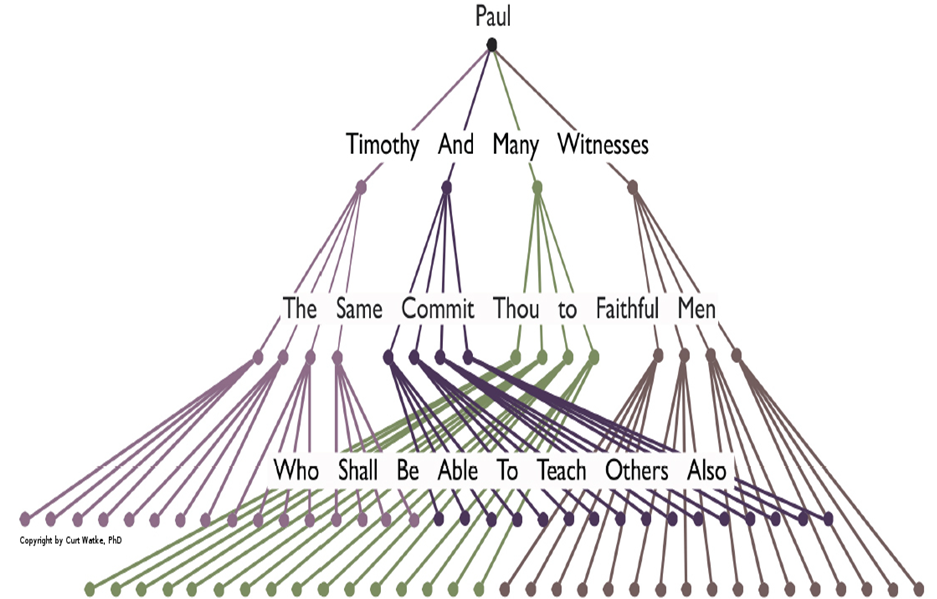 Paul
Timothy And Many Witnesses
The Same Commit Thou to Faithful Men
Who Shall Be Able To Teach Others Also
Copyright by Curt Watke, PhD